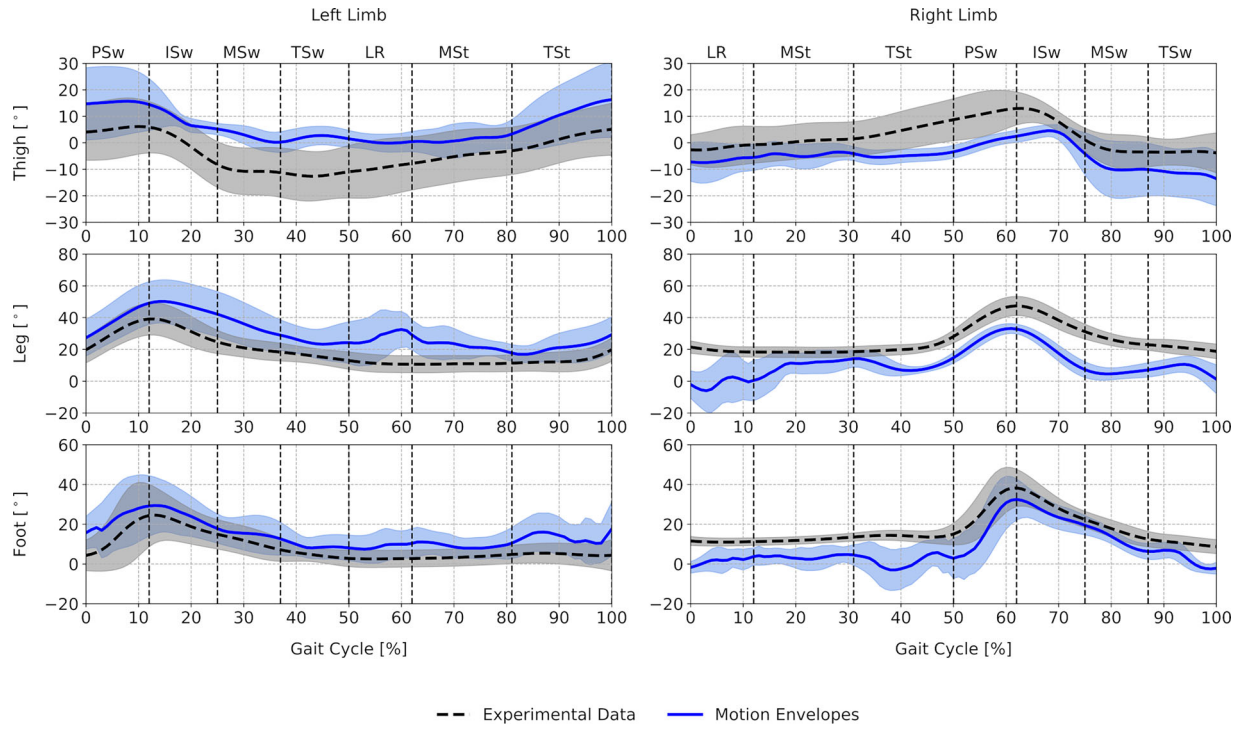 Left Limb Right Limb
PSw ISw MSw TSw LR MSt TSt LR MSt TSt PSw ISw MSw TSw
Thigh [°] 30 20 10 0 −10 −20 −30 30 20 10 0 −10 −20 −30
0 10 20 30 40 50 60 70 80 90 100 0 10 20 30 40 50 60 70 80 90 100
Leg [°] 80 60 40 20 0 −20 80 60 40 20 0 −20
0 10 20 30 40 50 60 70 80 90 100 0 10 20 30 40 50 60 70 80 90 100
Foot [°] 60 40 20 0 −20 60 40 20 0 −20
0 10 20 30 40 50 60 70 80 90 100 0 10 20 30 40 50 60 70 80 90 100
Gait Cycle [%] Gait Cycle [%]
Experimental Data Motion Envelopes